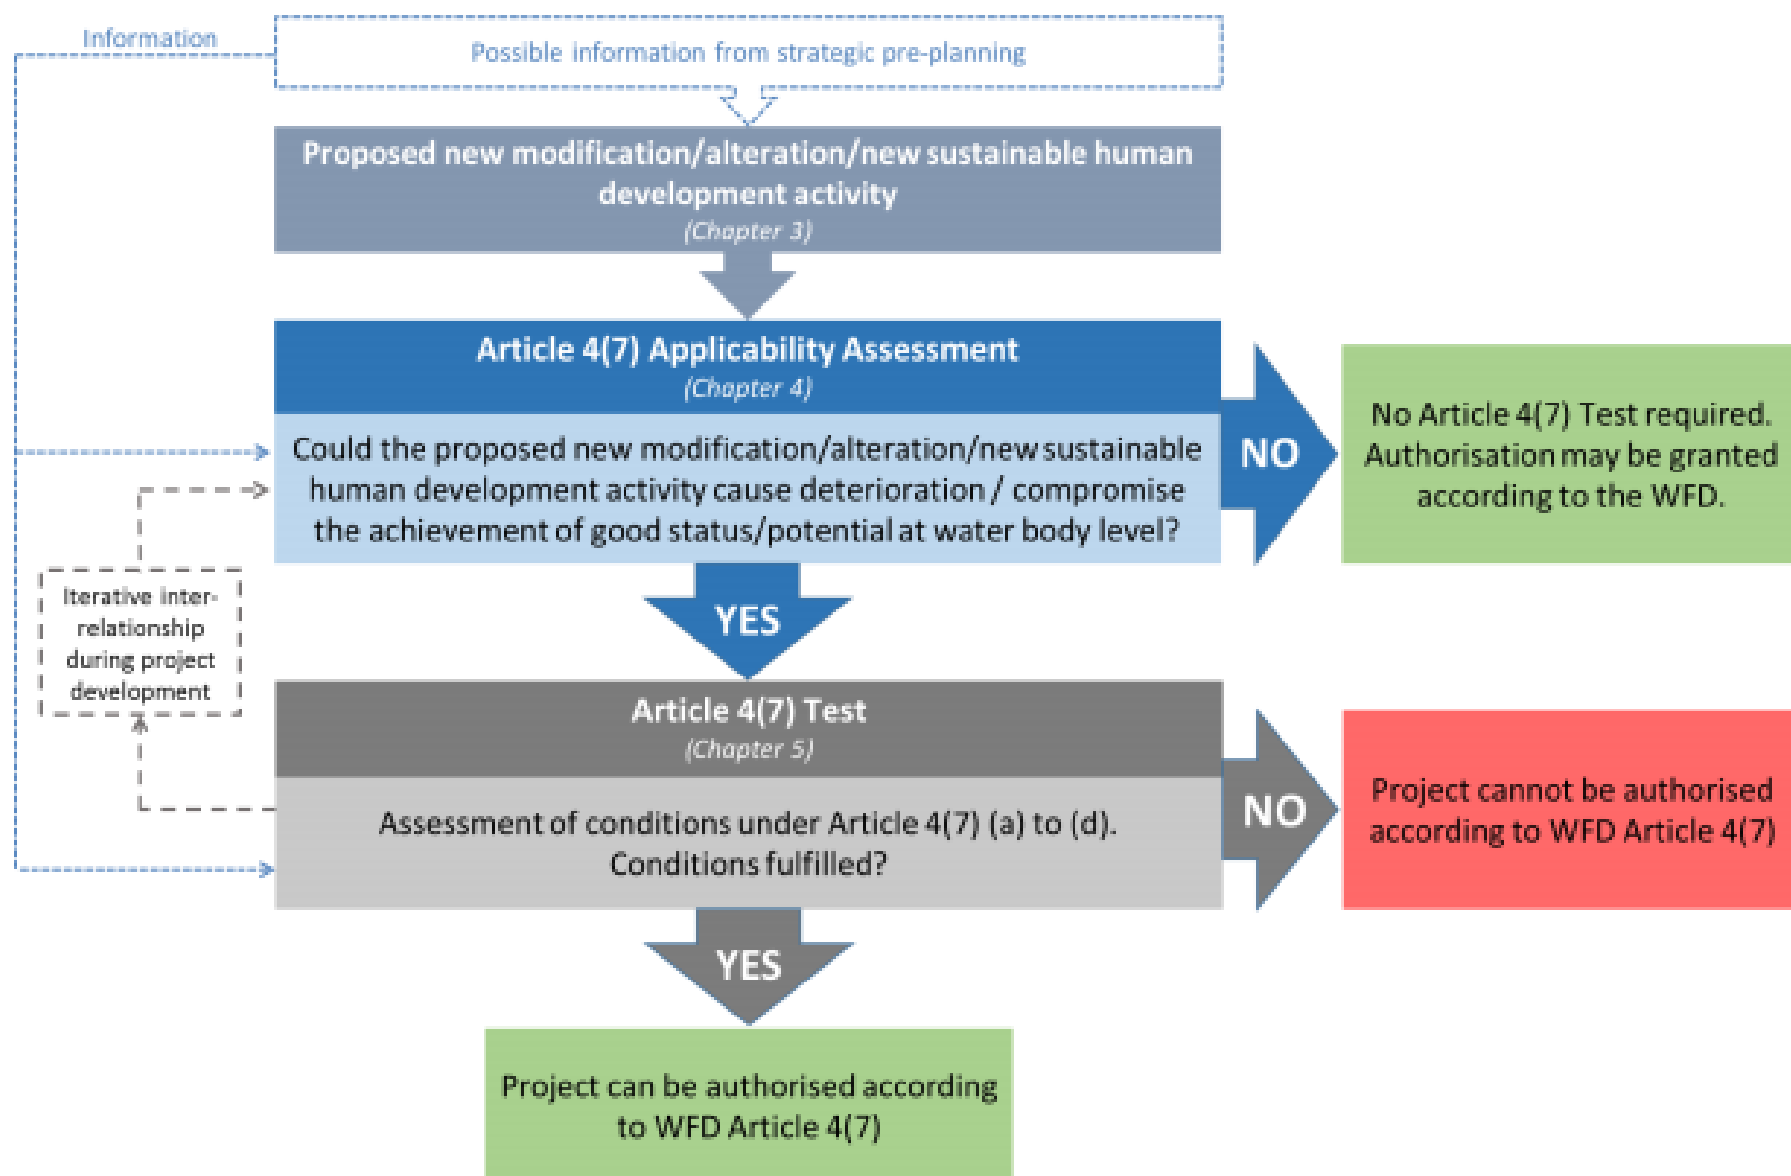 Information
Possible information from strategic pre-planning
Proposed new modification/alteration/new sustainable human
development activity
(Chapter 3)
Article 4(7) Applicability Assessment
(Chapter 4)
Could the proposed new modification/alteration/new sustainable
human development activity cause deterioration / compromise
the achievement of good status/potential at water body level?
NO
No Article 4(7) Test required.
Authorisation may be granted
according to the WFD.
YES
Iterative inter-
relationship
during project
development
Article 4(7) Test
(Chapter 5)
Assessment of conditions under Article 4(7) (a) to (d).
Conditions fulfilled?
NO
Project cannot be authorised
according to WFD Article 4(7)
YES
Project can be authorised according
to WFD Article 4(7)